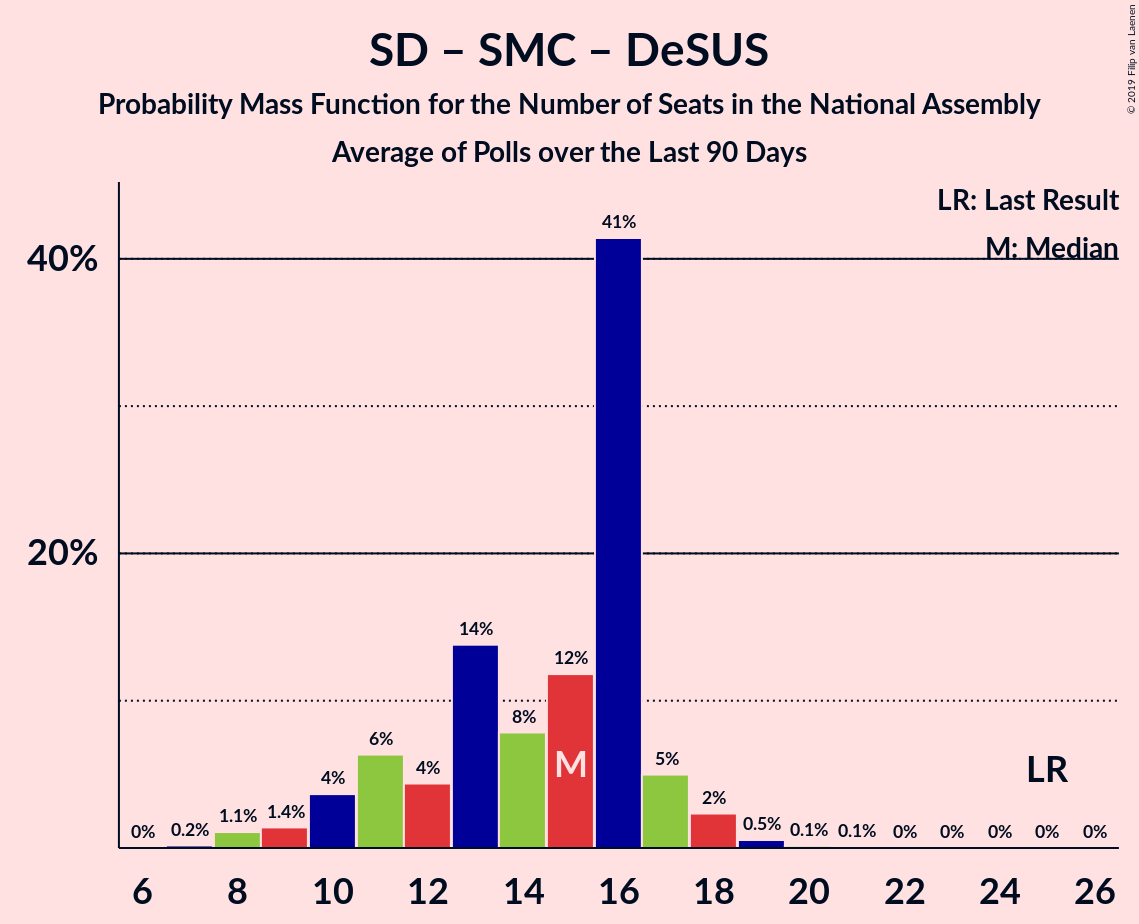 SD – SMC – DeSUS
Probability Mass Function for the Number of Seats in the National Assembly
Average of Polls over the Last 90 Days
© 2019 Filip van Laenen
LR: Last Result
M: Median
40%
20%
0%
0.2%
1.1%
1.4%
4%
6%
4%
14%
8%
12%
41%
5%
2%
0.5%
0.1%
0.1%
0%
0%
0%
0%
0%
M
LR
6 8 10 12 14 16 18 20 22 24 26